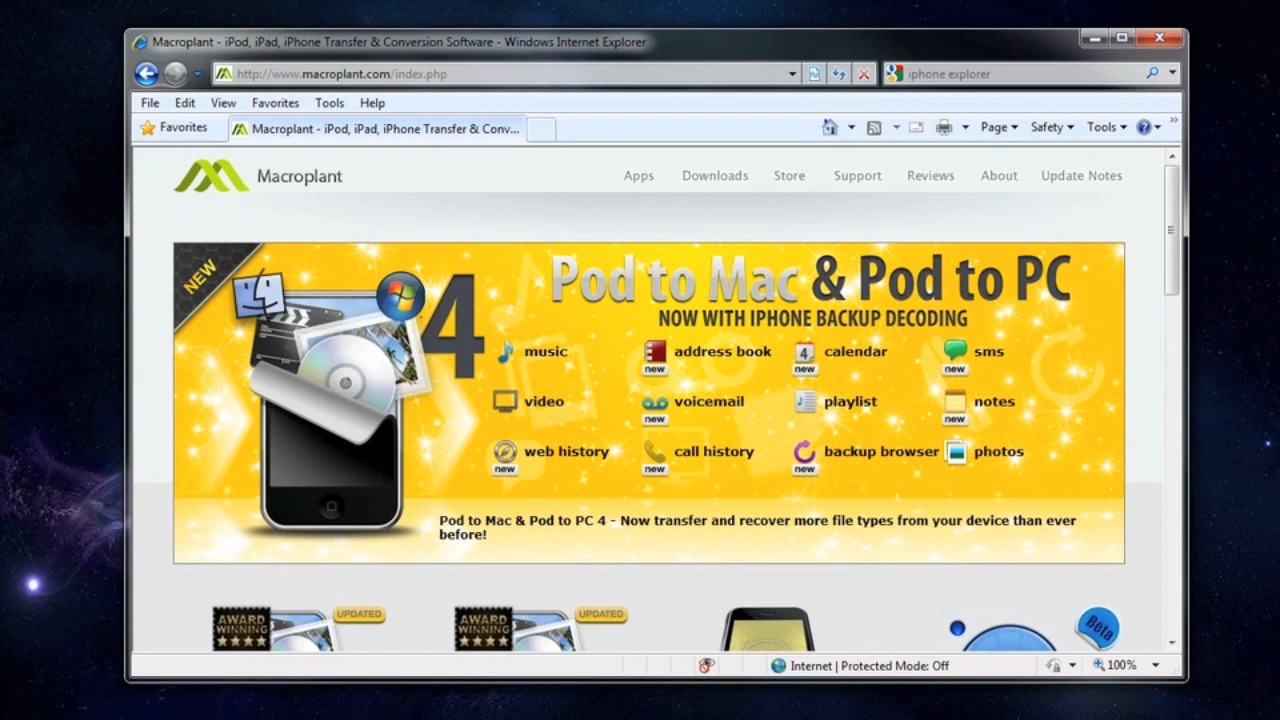 Macroplant - iPod, iPad, iPhone Transfer & Conversion Software - Windows Internet Explorer
http://www.macroplant.com/index.php
iphone explorer
File Edit View Favorites Tools Help
Favorites
Macroplant - iPod, iPad, iPhone Transfer & Conv...
Page Safety Tools
Macroplant
Apps Downloads Store Support Reviews About Update Notes
NEW
4
Pod to Mac & Pod to PC
NOW WITH IPHONE BACKUP DECODING
music address book calendar sms
4
new new new
video voicemail playlist notes
new new
web history call history backup browser photos
new new new
Pod to Mac & Pod to PC 4 - Now transfer and recover more file types from your device than ever
before!
AWARD WINNING UPDATED
AWARD WINNING UPDATED
Beta
Internet | Protected Mode: Off
100%